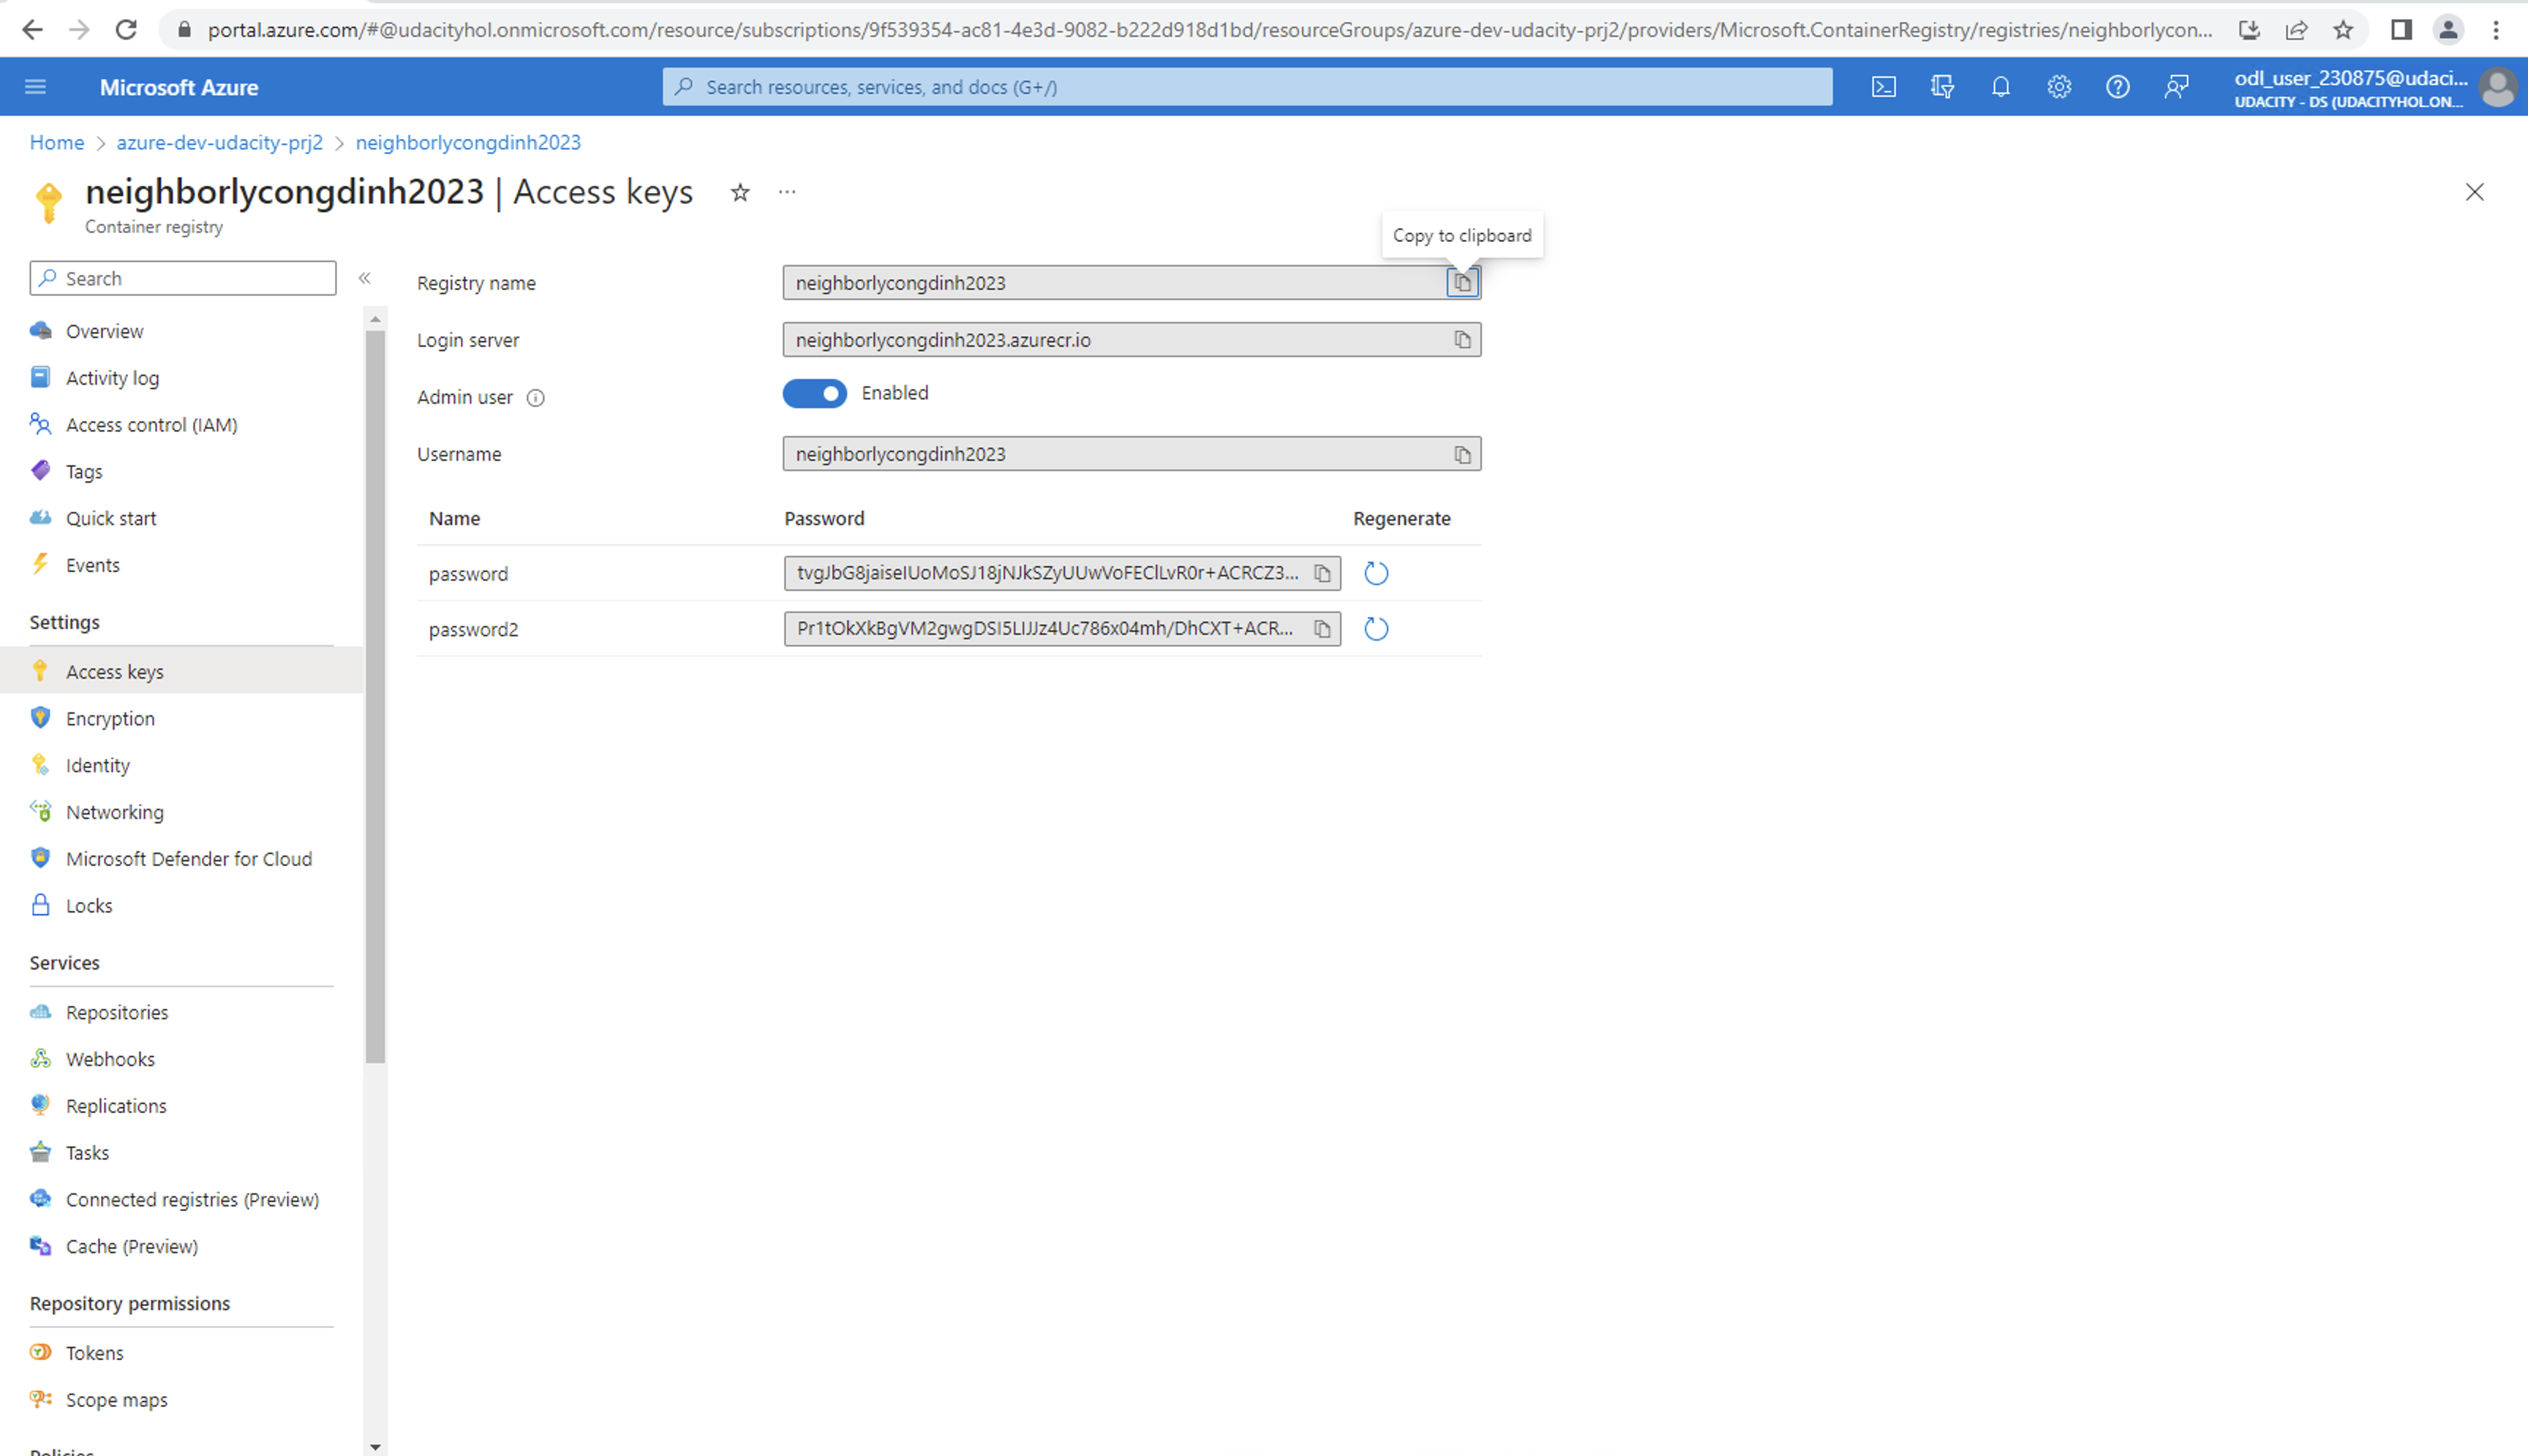 portal.azure.com/#@udacityhol.onmicrosoft.com/resource/subscriptions/9f539354-ac81-4e3d-9082-b222d918d1bd/resourceGroups/azure-dev-udacity-prj2/providers/Microsoft.ContainerRegistry/registries/neighborlycon...
Microsoft Azure
Search resources, services, and docs (G+/)
odl_user_230875@udaci...
UDACITY - DS (UDACITYHOL.ON...
Home > azure-dev-udacity-prj2 > neighborlycongdinh2023
neighborlycongdinh2023 | Access keys
Container registry
Copy to clipboard
Search
Overview
Activity log
Access control (IAM)
Tags
Quick start
Events
Settings
Access keys
Encryption
Identity
Networking
Microsoft Defender for Cloud
Locks
Services
Repositories
Webhooks
Replications
Tasks
Connected registries (Preview)
Cache (Preview)
Repository permissions
Tokens
Scope maps
Policies
Registry name
neighborlycongdinh2023
Login server
neighborlycongdinh2023.azurecr.io
Admin user
Enabled
Username
neighborlycongdinh2023
Name Password Regenerate
password
password2